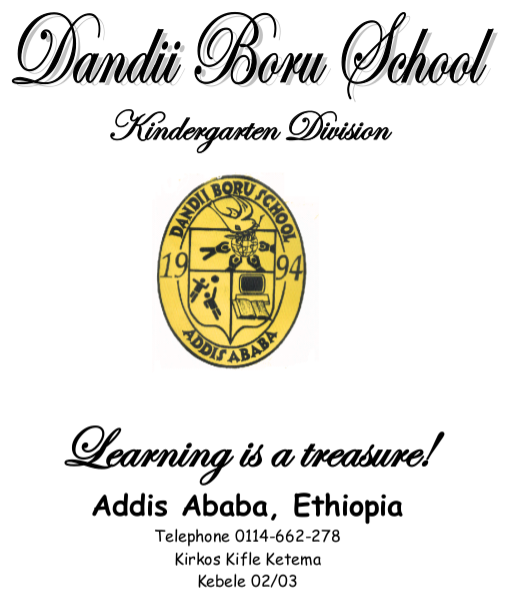 Dandii Boru School
Kindergarten Division
DANDII BORU SCHOOL
19 94
ADDIS ABABA
Learning is a treasure!
Addis Ababa, Ethiopia
Telephone 0114-662-278
Kirkos Kifle Ketema
Kebele 02/03